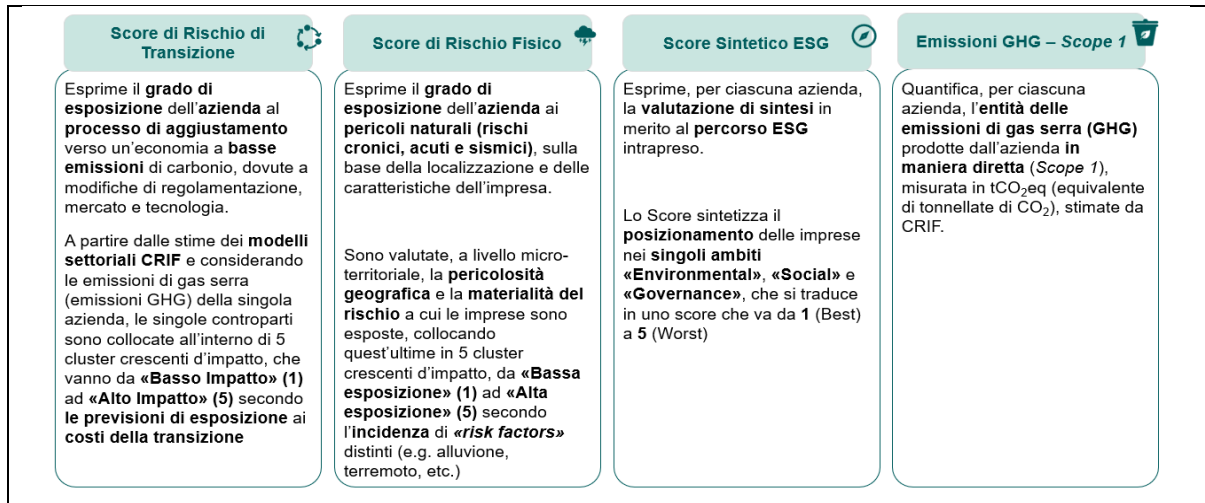 Score di Rischio di
Transizione
Esprime il grado di
esposizione dell'azienda al
processo di aggiustamento
verso un'economia a basse
emissioni di carbonio, dovute a
modifiche di regolamentazione,
mercato e tecnologia.
A partire dalle stime dei modelli
settoriali CRIF e considerando
le emissioni di gas serra
(emissioni GHG) della singola
azienda, le singole controparti
sono collocate all'interno di 5
cluster crescenti d'impatto, che
vanno da «Basso Impatto» (1)
ad «Alto Impatto» (5) secondo
le previsioni di esposizione ai
costi della transizione
Score di Rischio Fisico
Esprime il grado di
esposizione dell'azienda ai
pericoli naturali (rischi
cronici, acuti e sismici), sulla
base della localizzazione e delle
caratteristiche dell'impresa.
Sono valutate, a livello micro-
territoriale, la pericolosità
geografica e la materialità del
rischio a cui le imprese sono
esposte, collocando
quest'ultime in 5 cluster
crescenti d'impatto, da «Bassa
esposizione» (1) ad «Alta
esposizione» (5) secondo
l'incidenza di «risk factors»
distinti (e.g. alluvione,
terremoto, etc.)
Score Sintetico ESG
Esprime, per ciascuna azienda,
la valutazione di sintesi in
merito al percorso ESG
intrapreso.
Lo Score sintetizza il
posizionamento delle imprese
nei singoli ambiti
«Environmental», «Social» e
«Governance», che si traduce
in uno score che va da 1 (Best)
a 5 (Worst)
Emissioni GHG – Scope 1
Quantifica, per ciascuna
azienda, l'entità delle
emissioni di gas serra (GHG)
prodotte dall'azienda in
maniera diretta (Scope 1),
misurata in tCO₂eq (equivalente
di tonnellate di CO₂), stimate da
CRIF.